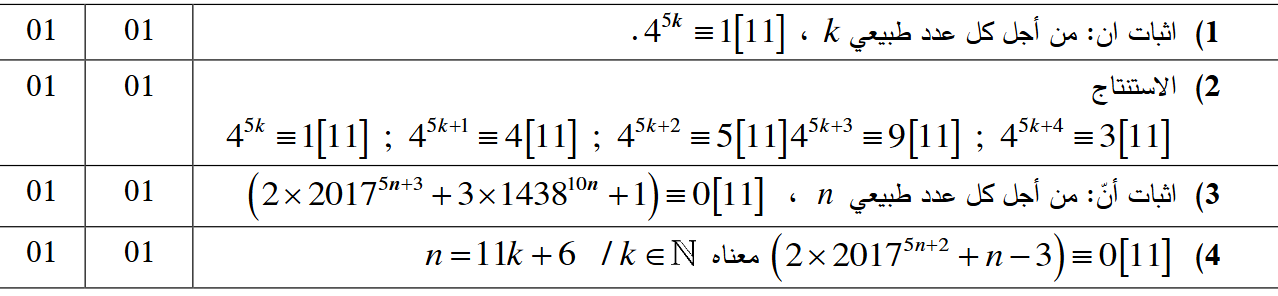 1) اثبات ان: من أجل كل عدد طبيعي k ، 4^{5k} ≡ 1[11] . 01 01
2) الاستنتاج 01 01
4^{5k} ≡ 1[11] ; 4^{5k+1} ≡ 4[11] ; 4^{5k+2} ≡ 5[11]4^{5k+3} ≡ 9[11] ; 4^{5k+4} ≡ 3[11]
3) اثبات أنّ: من أجل كل عدد طبيعي n ، (2×2017^{5n+3} + 3×1438^{10n} + 1) ≡ 0[11] 01 01
4) (2×2017^{5n+2} + n − 3) ≡ 0[11] معناه n = 11k + 6 / k ∈ ℕ 01 01